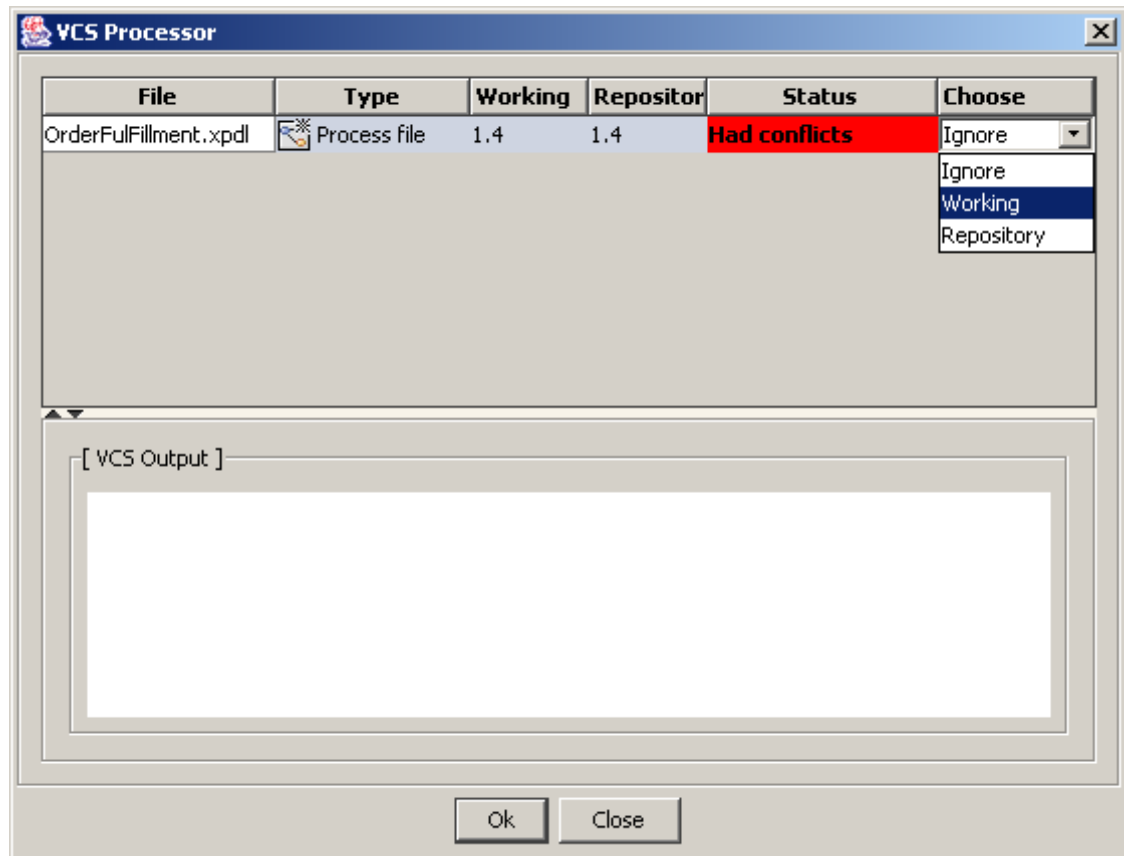 VCS Processor
File Type Working Repositor Status Choose
OrderFulFillment.xpdl Process file 1.4 1.4 Had conflicts Ignore
Ignore
Working
Repository
[ VCS Output ]
Ok Close